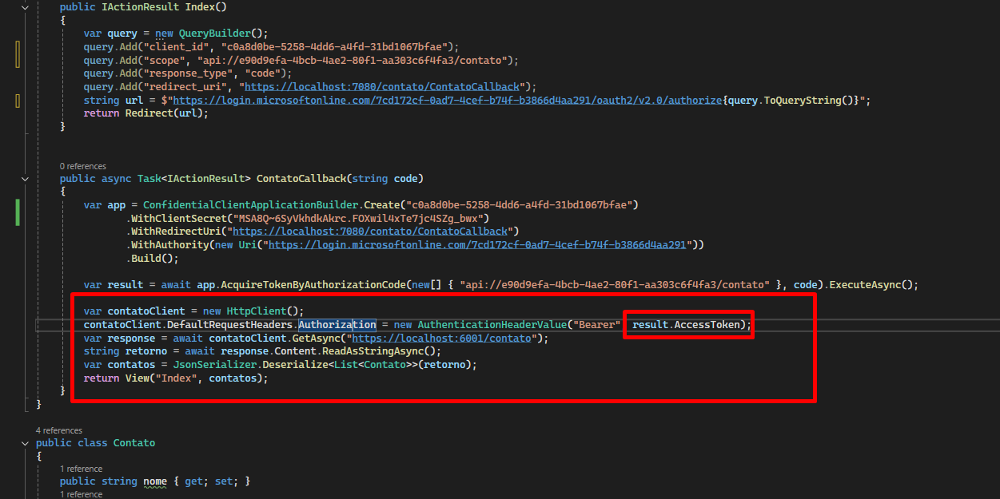 public IActionResult Index()
{
var query = new QueryBuilder();
query.Add("client_id", "c0a8d0be-5258-4dd6-a4fd-31bd1067bfae");
query.Add("scope", "api://e90d9efa-4bcb-4ae2-80f1-aa303c6f4fa3/contato");
query.Add("response_type", "code");
query.Add("redirect_uri", "https://localhost:7080/contato/ContatoCallback");
string url = $"https://login.microsoftonline.com/7cd172cf-0ad7-4cef-b74f-b3866d4aa291/oauth2/v2.0/authorize{query.ToQueryString()}";
return Redirect(url);
}
0 references
public async Task<IActionResult> ContatoCallback(string code)
{
var app = ConfidentialClientApplicationBuilder.Create("c0a8d0be-5258-4dd6-a4fd-31bd1067bfae")
.WithClientSecret("MSA8Q~6SyVkhdkAkrc.FOXwil4xTe7jc4SZg_bwx")
.WithRedirectUri("https://localhost:7080/contato/ContatoCallback")
.WithAuthority(new Uri("https://login.microsoftonline.com/7cd172cf-0ad7-4cef-b74f-b3866d4aa291"))
.Build();
var result = await app.AcquireTokenByAuthorizationCode(new[] { "api://e90d9efa-4bcb-4ae2-80f1-aa303c6f4fa3/contato" }, code).ExecuteAsync();
var contatoClient = new HttpClient();
contatoClient.DefaultRequestHeaders.Authorization = new AuthenticationHeaderValue("Bearer" result.AccessToken);
var response = await contatoClient.GetAsync("https://localhost:6001/contato");
string retorno = await response.Content.ReadAsStringAsync();
var contatos = JsonSerializer.Deserialize<List<Contato>>(retorno);
return View("Index", contatos);
}
}
4 references
public class Contato
{
1 reference
public string nome { get; set; }
1 reference